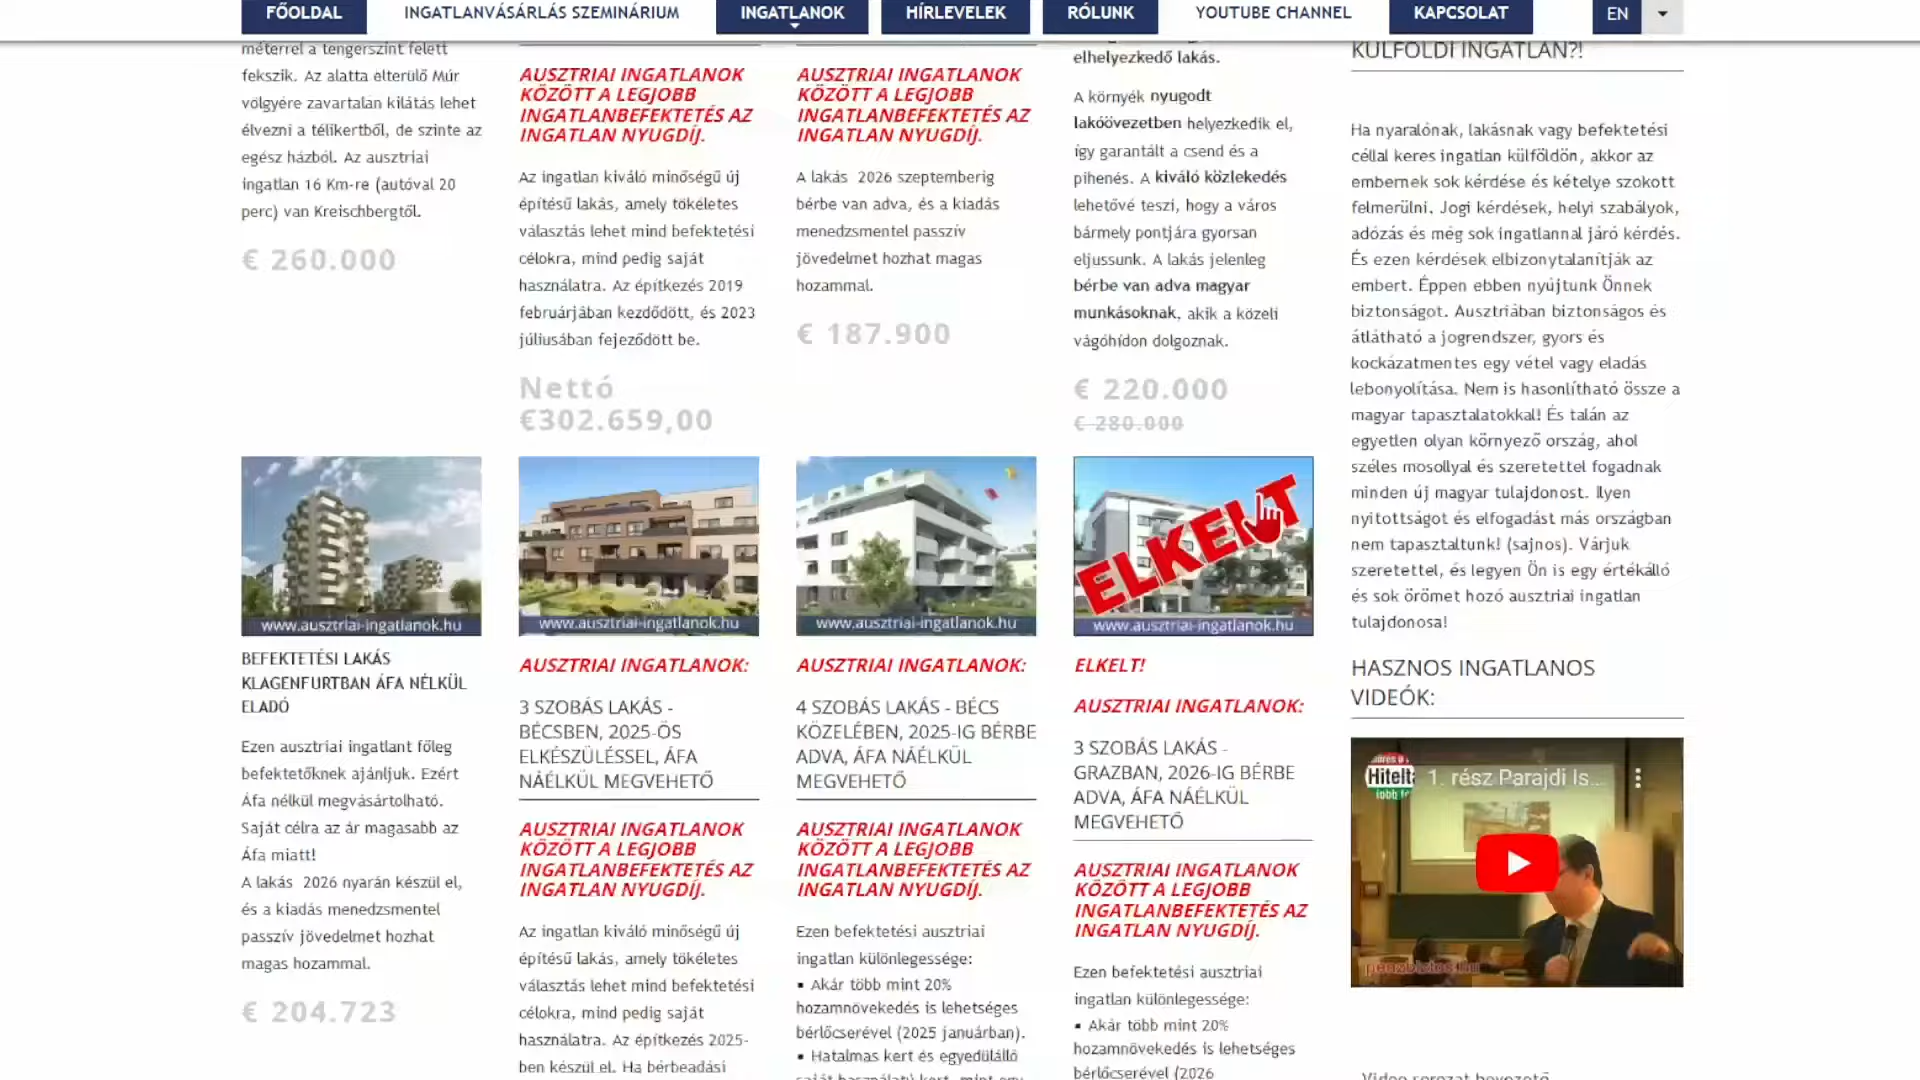 FŐOLDAL
INGATLANVÁSÁRLÁS SZEMINÁRIUM
INGATLANOK
HÍRLEVELEK
RÓLUNK
YOUTUBE CHANNEL
KAPCSOLAT
EN
méterrel a tengerszint felett
fekszik. Az alatta elterülő Múr
völgyére zavartalan kilátás lehet
élvezni a télikertből, de szinte az
egész házból. Az ausztriai
ingatlan 16 Km-re (autóval 20
perc) van Kreischbergtől.
€ 260.000
AUSZTRIAI INGATLANOK
KÖZÖTT A LEGJOBB
INGATLANBEFEKTETÉS AZ
INGATLAN NYUGDÍJ.
Az ingatlan kiváló minőségű új
építésű lakás, amely tökéletes
választás lehet mind befektetési
célokra, mind pedig saját
használatra. Az építkezés 2019
februárjában kezdődött, és 2023
júliusában fejeződött be.
Nettó
€302.659,00
AUSZTRIAI INGATLANOK
KÖZÖTT A LEGJOBB
INGATLANBEFEKTETÉS AZ
INGATLAN NYUGDÍJ.
A lakás 2026 szeptemberig
bérbe van adva, és a kiadás
menedzsmentel passzív
jövedelmet hozhat magas
hozammal.
€ 187.900
elhelyezkedő lakás.
A környék nyugodt
lakóövezetben helyezkedik el,
így garantált a csend és a
pihenés. A kiváló közlekedés
lehetővé teszi, hogy a város
bármely pontjára gyorsan
eljussunk. A lakás jelenleg
bérbe van adva magyar
munkásoknak, akik a közeli
vágóhídon dolgoznak.
€ 220.000
€ 280.000
KÜLFÖLDI INGATLAN?!
Ha nyaralónak, lakásnak vagy befektetési
céllal keres ingatlan külföldön, akkor az
embernek sok kérdése és kételye szokott
felmerülni. Jogi kérdések, helyi szabályok,
adózás és még sok ingatlannal járó kérdés.
És ezen kérdések elbizonytalanítják az
embert. Éppen ebben nyújtunk Önnek
biztonságot. Ausztriában biztonságos és
átlátható a jogrendszer, gyors és
kockázatmentes egy vétel vagy eladás
lebonyolítása. Nem is hasonlítható össze a
magyar tapasztalatokkal! És talán az
egyetlen olyan környező ország, ahol
széles mosollyal és szeretettel fogadnak
minden új magyar tulajdonost. Ilyen
nyitottságot és elfogadást más országban
nem tapasztaltunk! (sajnos). Várjuk
szeretettel, és legyen Ön is egy értékálló
és sok örömet hozó ausztriai ingatlan
tulajdonosa!
www.ausztriai-ingatlanok.hu
BEFEKTETÉSI LAKÁS
KLAGENFURTBAN ÁFA NÉLKÜL
ELADÓ
Ezen ausztriai ingatlant főleg
befektetőknek ajánljuk. Ezért
Áfa nélkül megvásártolható.
Saját célra az ár magasabb az
Áfa miatt!
A lakás 2026 nyarán készül el,
és a kiadás menedzsmentel
passzív jövedelmet hozhat
magas hozammal.
€ 204.723
www.ausztriai-ingatlanok.hu
AUSZTRIAI INGATLANOK:
3 SZOBÁS LAKÁS -
BÉCSBEN, 2025-ÖS
ELKÉSZÜLÉSSEL, ÁFA
NÁÉLKÜL MEGVEHETŐ
AUSZTRIAI INGATLANOK
KÖZÖTT A LEGJOBB
INGATLANBEFEKTETÉS AZ
INGATLAN NYUGDÍJ.
Az ingatlan kiváló minőségű új
építésű lakás, amely tökéletes
választás lehet mind befektetési
célokra, mind pedig saját
használatra. Az építkezés 2025-
ben készül el. Ha bérbeadási
www.ausztriai-ingatlanok.hu
AUSZTRIAI INGATLANOK:
4 SZOBÁS LAKÁS - BÉCS
KÖZELÉBEN, 2025-IG BÉRBE
ADVA, ÁFA NÁÉLKÜL
MEGVEHETŐ
AUSZTRIAI INGATLANOK
KÖZÖTT A LEGJOBB
INGATLANBEFEKTETÉS AZ
INGATLAN NYUGDÍJ.
Ezen befektetési ausztriai
ingatlan különlegessége:
▪ Akár több mint 20%
hozamnövekedés is lehetséges
bérlőcserével (2025 januárban).
▪ Hatalmas kert és egyedülálló
ELKELT
www.ausztriai-ingatlanok.hu
ELKELT!
AUSZTRIAI INGATLANOK:
3 SZOBÁS LAKÁS -
GRAZBAN, 2026-IG BÉRBE
ADVA, ÁFA NÁÉLKÜL
MEGVEHETŐ
AUSZTRIAI INGATLANOK
KÖZÖTT A LEGJOBB
INGATLANBEFEKTETÉS AZ
INGATLAN NYUGDÍJ.
Ezen befektetési ausztriai
ingatlan különlegessége:
▪ Akár több mint 20%
hozamnövekedés is lehetséges
bérlőcserével (2026
HASZNOS INGATLANOS
VIDEÓK:
1. rész Parajdi Is...
penzbiztos.hu
Video sorozat bevezető